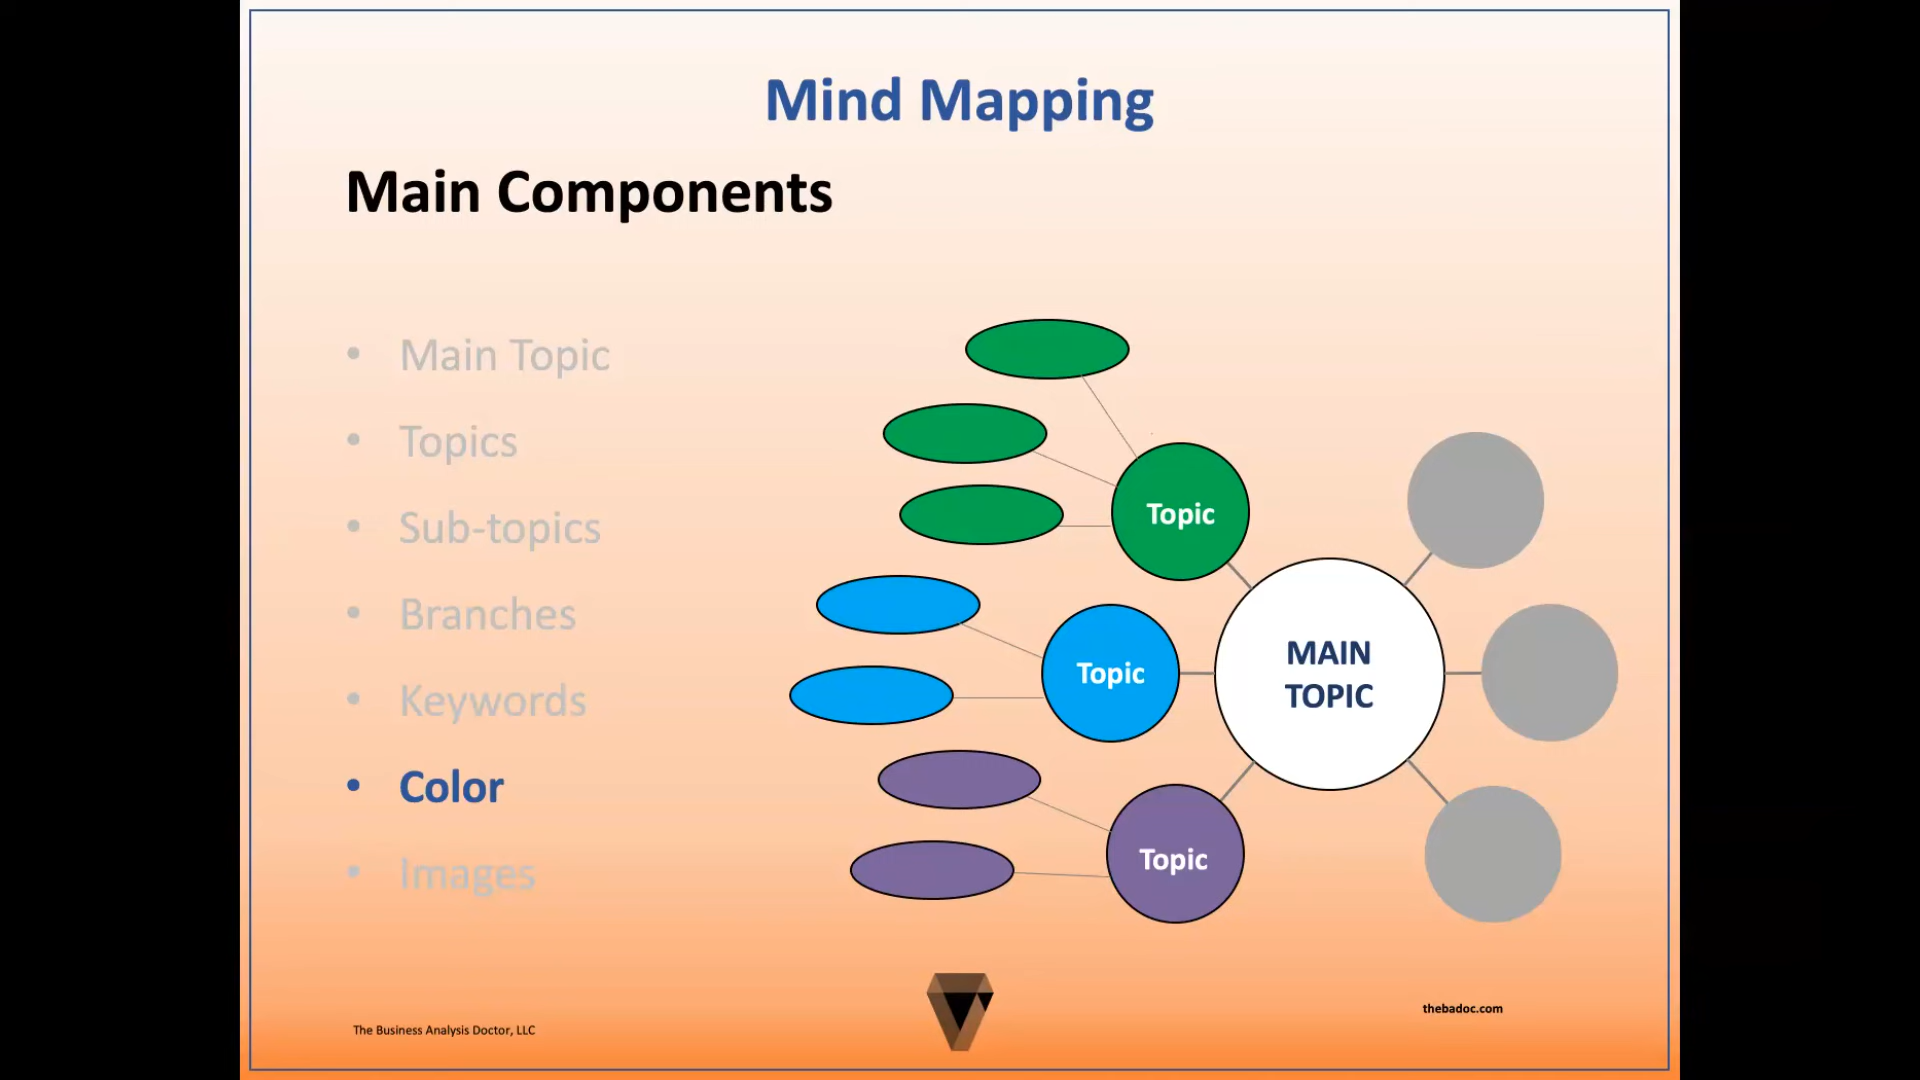 Mind Mapping
Main Components
• Main Topic
• Topics
• Sub-topics
• Branches
• Keywords
• Color
• Images
Topic
Topic
Topic
MAIN
TOPIC
The Business Analysis Doctor, LLC
thebadoc.com